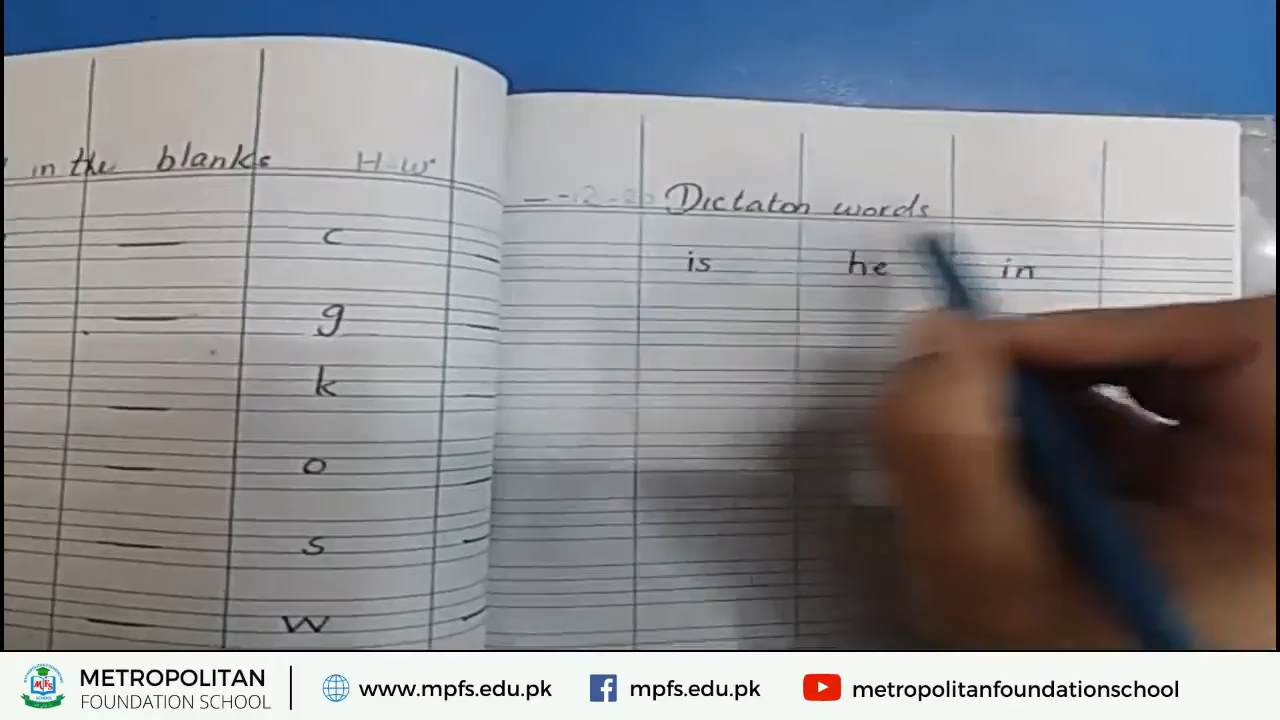 in the blanks H-W
c
g
k
o
s
w
Dictaton words
is he in
METROPOLITAN
FOUNDATION SCHOOL
www.mpfs.edu.pk
mpfs.edu.pk
metropolitanfoundationschool